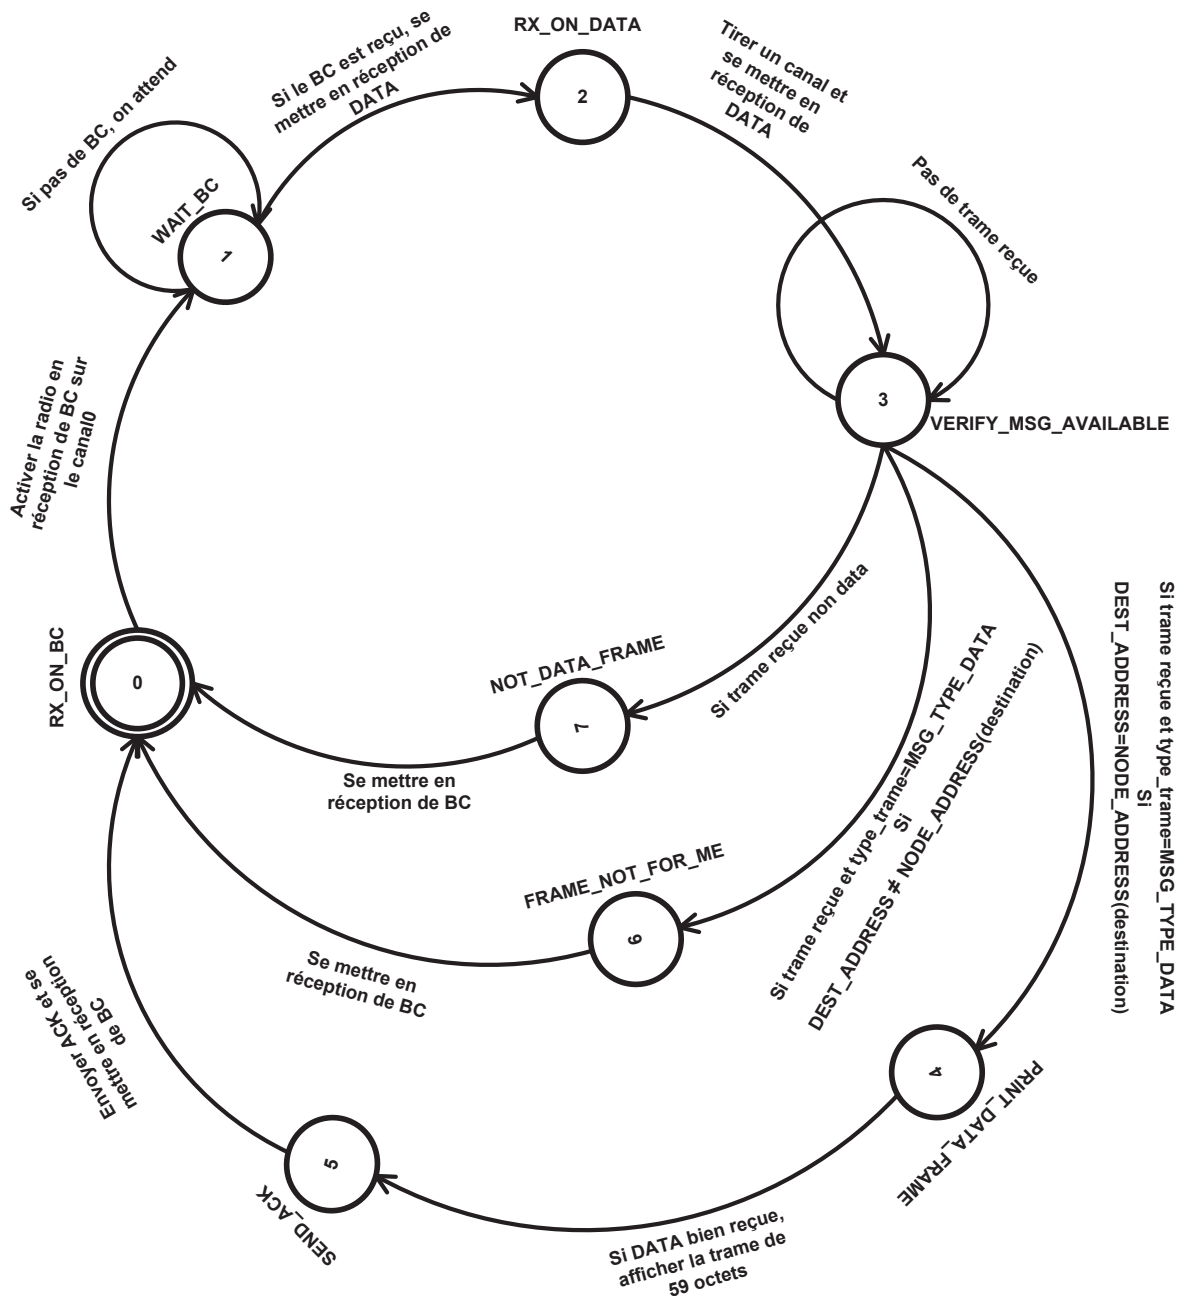 RX_ON_DATA
2
Si le BC est reçu, se
mettre en réception de
DATA
Tirer un canal et
se mettre en
réception de
DATA
Si pas de BC, on attend
WAIT_BC
1
Pas de trame reçue
3
VERIFY_MSG_AVAILABLE
Activer la radio en
réception de BC sur
le canal0
RX_ON_BC
0
NOT_DATA_FRAME
7
Si trame reçue non data
Se mettre en
réception de BC
FRAME_NOT_FOR_ME
6
Si trame reçue et type_trame=MSG_TYPE_DATA
Si
DEST_ADDRESS ≠ NODE_ADDRESS(destination)
Si trame reçue et type_trame=MSG_TYPE_DATA
Si
DEST_ADDRESS=NODE_ADDRESS(destination)
Se mettre en
réception de BC
4
PRINT_DATA_FRAME
Envoyer ACK et se
mettre en réception
de BC
5
SEND_ACK
Si DATA bien reçue,
afficher la trame de
59 octets